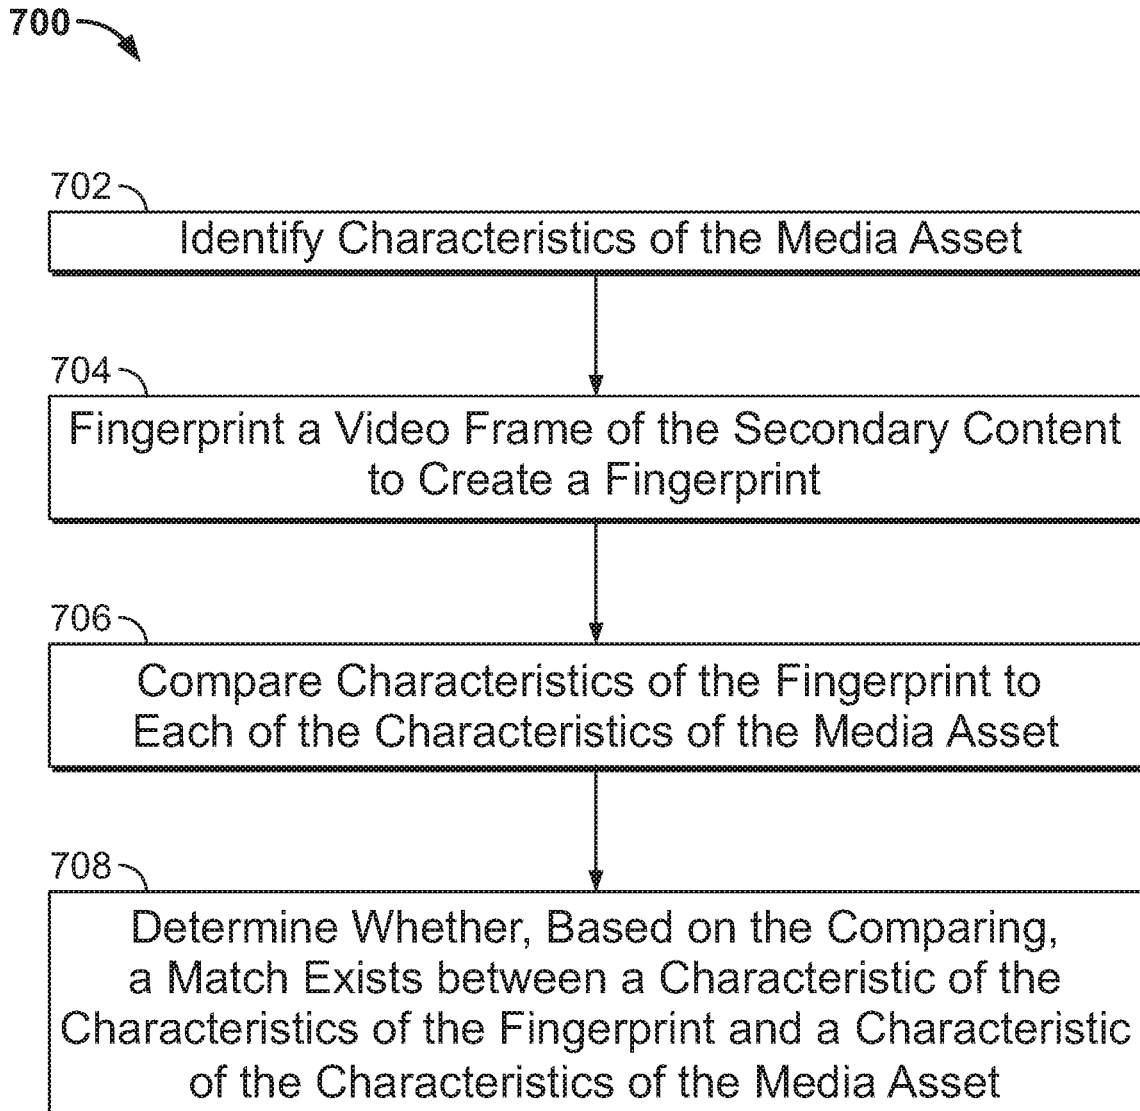 700
702
Identify Characteristics of the Media Asset
704
Fingerprint a Video Frame of the Secondary Content
to Create a Fingerprint
706
Compare Characteristics of the Fingerprint to
Each of the Characteristics of the Media Asset
708
Determine Whether, Based on the Comparing,
a Match Exists between a Characteristic of the
Characteristics of the Fingerprint and a Characteristic
of the Characteristics of the Media Asset